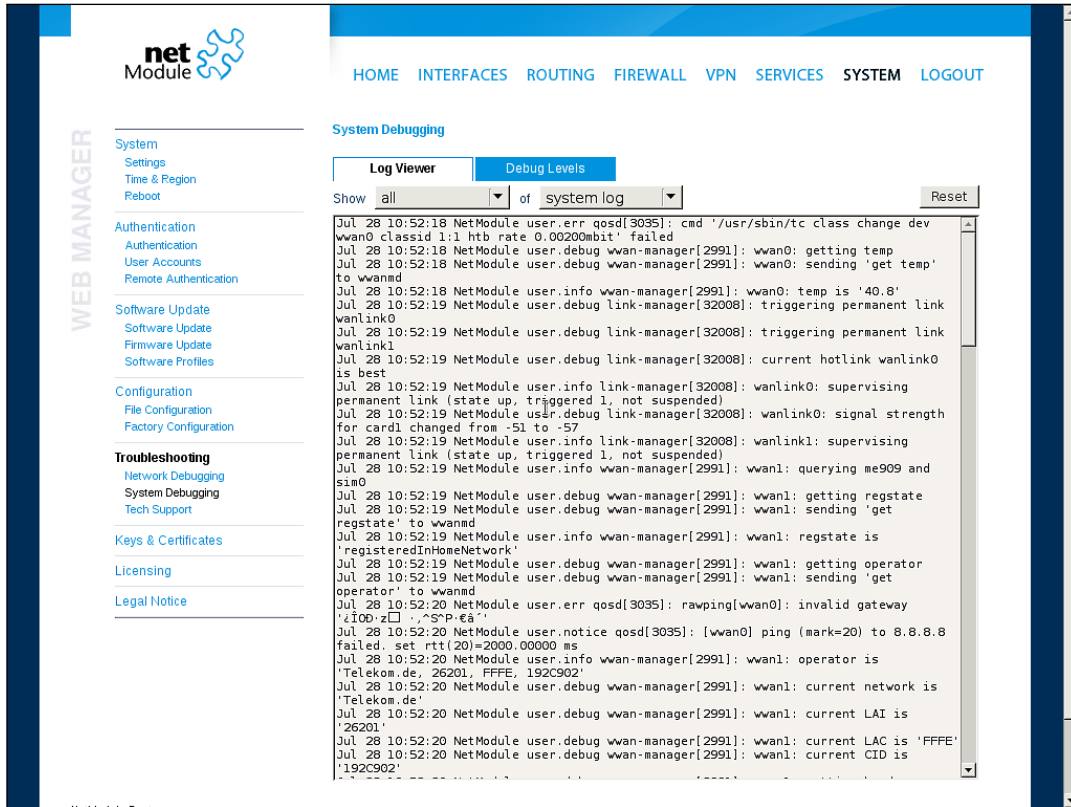 net
Module
HOME INTERFACES ROUTING FIREWALL VPN SERVICES SYSTEM LOGOUT
WEB MANAGER
System
Settings
Time & Region
Reboot
Authentication
Authentication
User Accounts
Remote Authentication
Software Update
Software Update
Firmware Update
Software Profiles
Configuration
File Configuration
Factory Configuration
Troubleshooting
Network Debugging
System Debugging
Tech Support
Keys & Certificates
Licensing
Legal Notice
System Debugging
Log Viewer Debug Levels
Show all of system log Reset
Jul 28 10:52:18 NetModule user.err qosd[3035]: cmd '/usr/sbin/tc class change dev
wwan0 classid 1:1 htb rate 0.00200mbit' failed
Jul 28 10:52:18 NetModule user.debug wwan-manager[2991]: wwan0: getting temp
Jul 28 10:52:18 NetModule user.debug wwan-manager[2991]: wwan0: sending 'get temp'
to wwanmd
Jul 28 10:52:18 NetModule user.info wwan-manager[2991]: wwan0: temp is '40.8'
Jul 28 10:52:19 NetModule user.debug link-manager[32008]: triggering permanent link
wanlink0
Jul 28 10:52:19 NetModule user.debug link-manager[32008]: triggering permanent link
wanlink1
Jul 28 10:52:19 NetModule user.debug link-manager[32008]: current hotlink wanlink0
is best
Jul 28 10:52:19 NetModule user.info link-manager[32008]: wanlink0: supervising
permanent link (state up, triggered 1, not suspended)
Jul 28 10:52:19 NetModule user.debug link-manager[32008]: wanlink0: signal strength
for card1 changed from -51 to -57
Jul 28 10:52:19 NetModule user.info link-manager[32008]: wanlink1: supervising
permanent link (state up, triggered 1, not suspended)
Jul 28 10:52:19 NetModule user.info wwan-manager[2991]: wwan1: querying me909 and
sim0
Jul 28 10:52:19 NetModule user.debug wwan-manager[2991]: wwan1: getting regstate
Jul 28 10:52:19 NetModule user.debug wwan-manager[2991]: wwan1: sending 'get
regstate' to wwanmd
Jul 28 10:52:19 NetModule user.info wwan-manager[2991]: wwan1: regstate is
'registeredInHomeNetwork'
Jul 28 10:52:19 NetModule user.debug wwan-manager[2991]: wwan1: getting operator
Jul 28 10:52:19 NetModule user.debug wwan-manager[2991]: wwan1: sending 'get
operator' to wwanmd
Jul 28 10:52:20 NetModule user.err qosd[3035]: rawping[wwan0]: invalid gateway
Jul 28 10:52:20 NetModule user.notice qosd[3035]: [wwan0] ping (mark=20) to 8.8.8.8
failed. set rtt(20)=2000.00000 ms
Jul 28 10:52:20 NetModule user.info wwan-manager[2991]: wwan1: operator is
'Telekom.de, 26201, FFFE, 192C902'
Jul 28 10:52:20 NetModule user.debug wwan-manager[2991]: wwan1: current network is
'Telekom.de'
Jul 28 10:52:20 NetModule user.debug wwan-manager[2991]: wwan1: current LAI is
'26201'
Jul 28 10:52:20 NetModule user.debug wwan-manager[2991]: wwan1: current LAC is 'FFFE'
Jul 28 10:52:20 NetModule user.debug wwan-manager[2991]: wwan1: current CID is
'192C902'